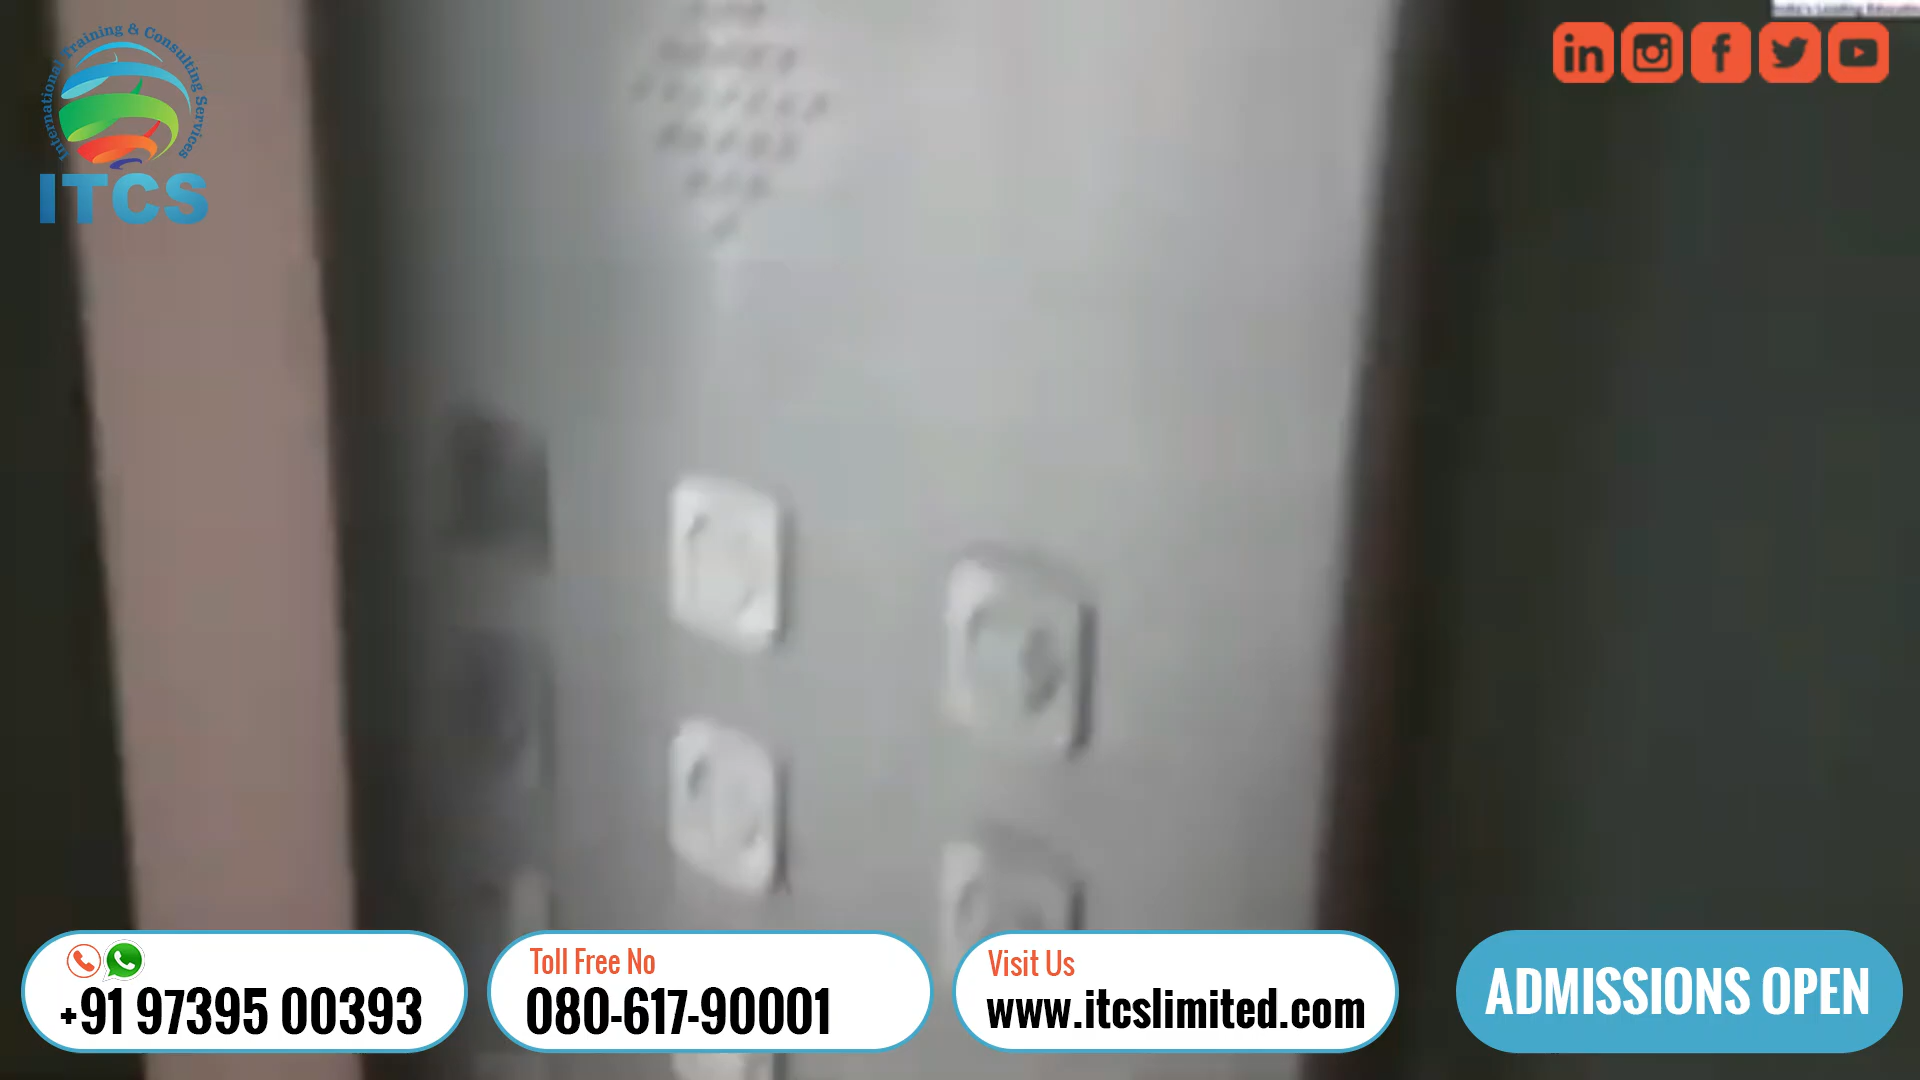 International Training & Consulting Services
ITCS
+91 97395 00393
Toll Free No
080-617-90001
Visit Us
www.itcslimited.com
ADMISSIONS OPEN